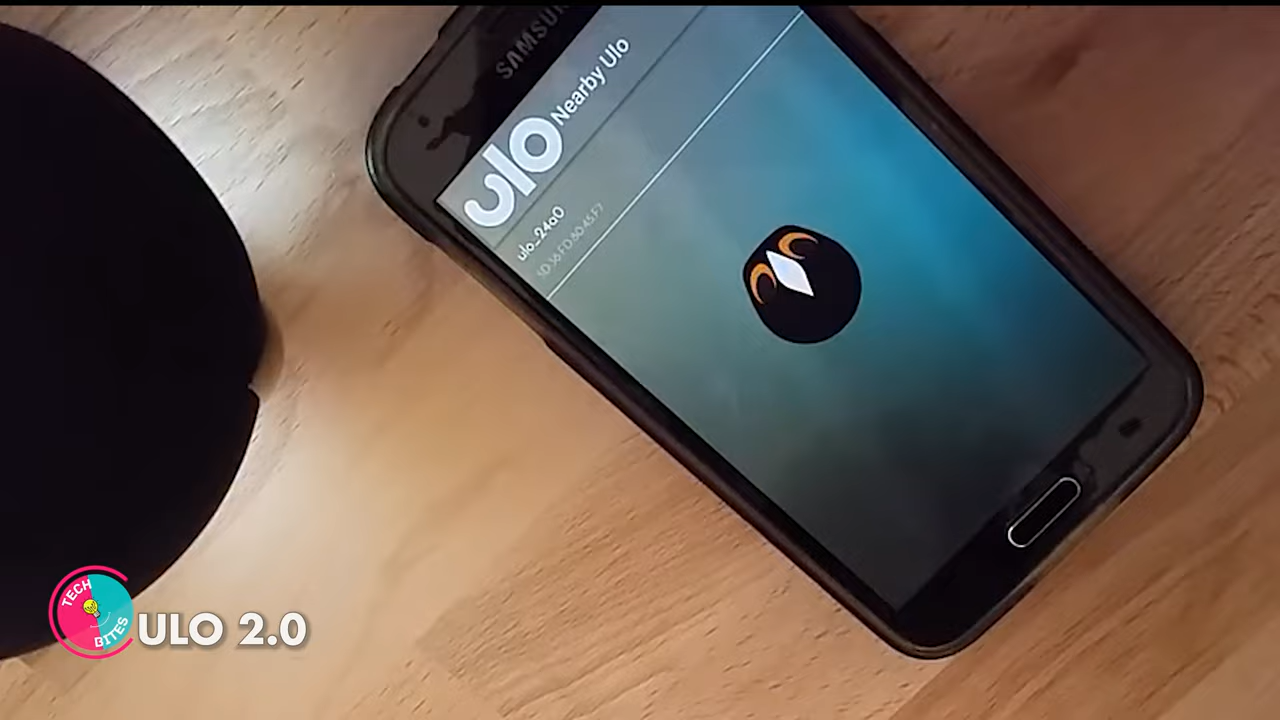 SAMSUNG
ulo Nearby Ulo
ulo_24a0
TECH
BITES
ULO 2.0